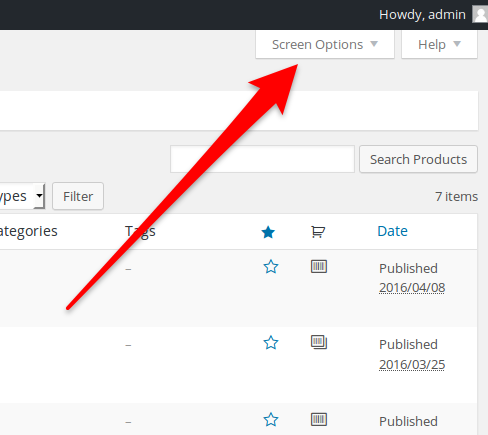 Howdy, admin
Screen Options Help
Search Products
ypes Filter 7 items
ategories Tags Date
– Published
2016/04/08
– Published
2016/03/25
– Published